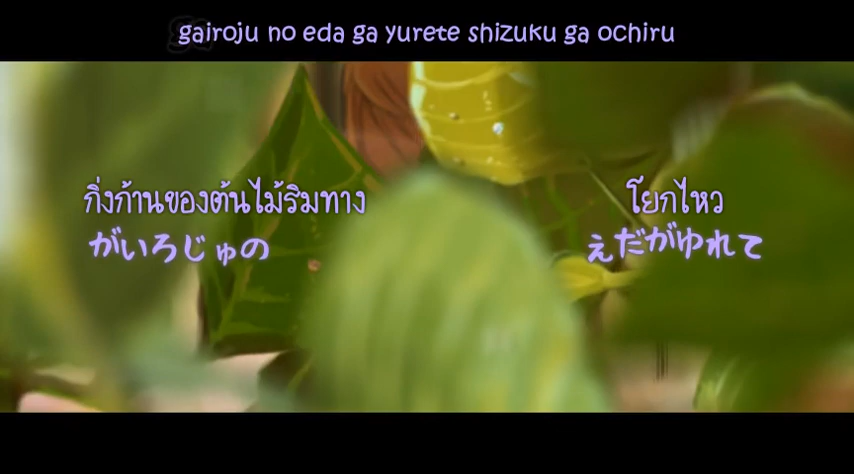 gairoju no eda ga yurete shizuku ga ochiru
กิ่งก้านของต้นไม้ริมทาง โยกไหว
がいろじゅの えだがゆれて